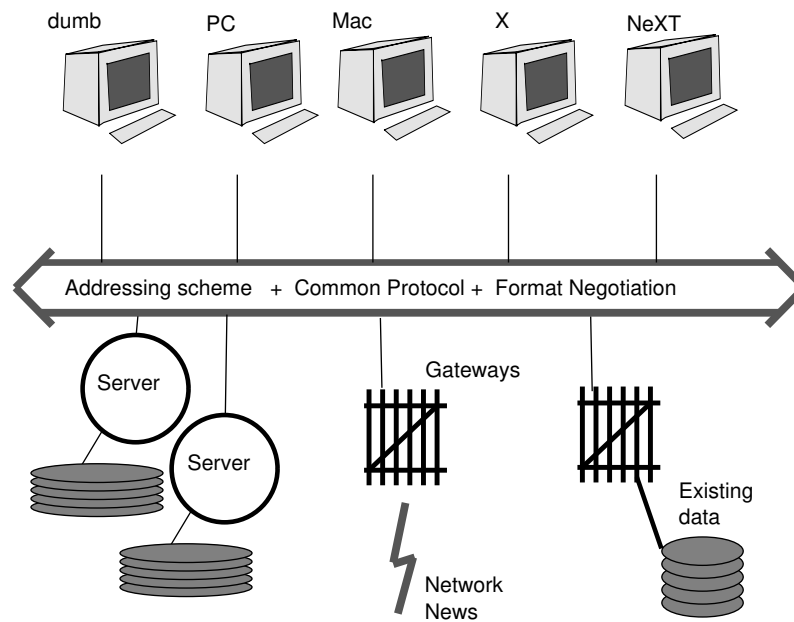 dumb PC Mac X NeXT
Addressing scheme + Common Protocol + Format Negotiation
Server
Gateways
Server
Existing
data
Network
News